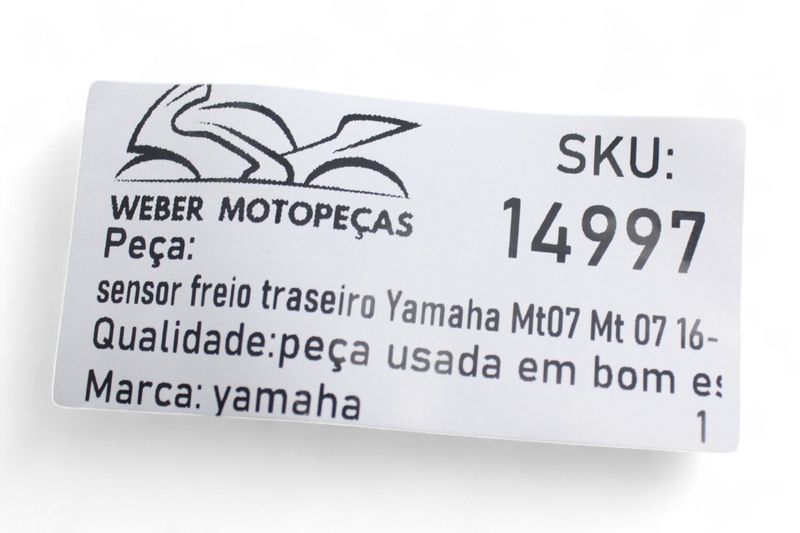 WEBER MOTOPEÇAS
SKU:
14997
Peça:
sensor freio traseiro Yamaha Mt07 Mt 07 16-
Qualidade:peça usada em bom es
Marca: yamaha
1